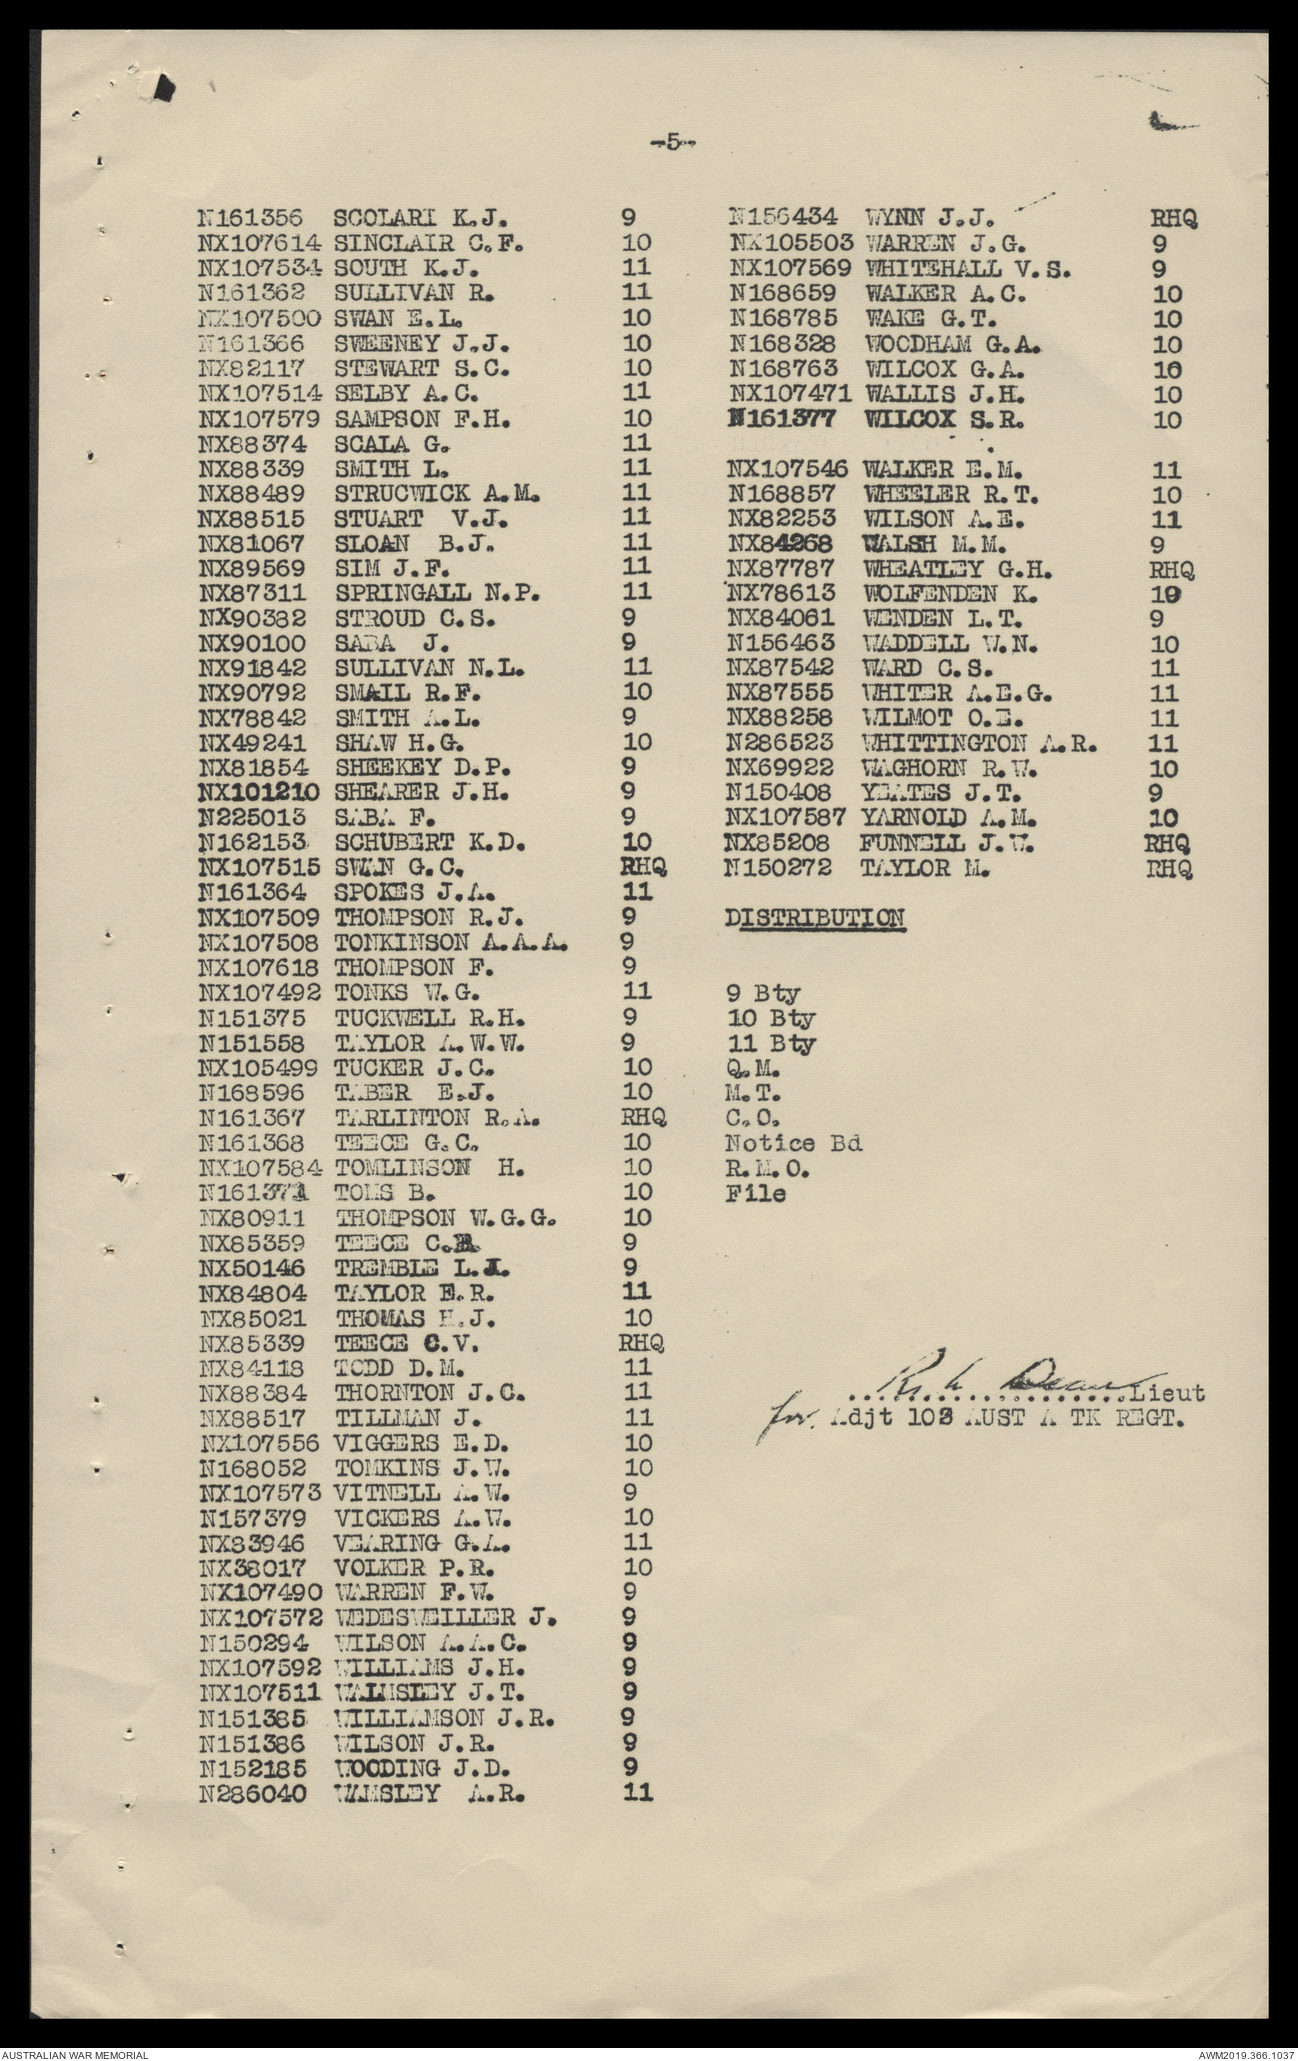 -5-
N161356 SCOLARI K.J. 9
NX107614 SINCLAIR C.F. 10
NX107534 SOUTH K.J. 11
N161362 SULLIVAN R. 11
NX107500 SWAN E.L. 10
N161366 SWEENEY J.J. 10
NX82117 STEWART S.C. 10
NX107514 SELBY A.C. 11
NX107579 SAMPSON F.H. 10
NX88374 SCALA G. 11
NX88339 SMITH L. 11
NX88489 STRUCWICK A.M. 11
NX88515 STUART V.J. 11
NX81067 SLOAN B.J. 11
NX89569 SIM J.F. 11
NX87311 SPRINGALL N.P. 11
NX90382 STROUD C.S. 9
NX90100 SABA J. 9
NX91842 SULLIVAN N.L. 11
NX90792 SMAIL R.F. 10
NX78842 SMITH A.L. 9
NX49241 SHAW H.G. 10
NX81854 SHEEKEY D.P. 9
NX101210 SHEARER J.H. 9
N225013 SABA F. 9
N162153 SCHUBERT K.D. 10
NX107515 SWAN G.C. RHQ
N161364 SPOKES J.A. 11
NX107509 THOMPSON R.J. 9
NX107508 TONKINSON A.A.A. 9
NX107618 THOMPSON F. 9
NX107492 TONKS W.G. 11
N151375 TUCKWELL R.H. 9
N151558 TAYLOR A.W.W. 9
NX105499 TUCKER J.C. 10
N168596 TABER E.J. 10
N161367 TARLINTON R.A. RHQ
N161368 TEECE G.C. 10
NX107584 TOMLINSON H. 10
N161371 TOMS B. 10
NX80911 THOMPSON W.G.G. 10
NX85359 TEECE C.R. 9
NX50146 TREMBLE L.I. 9
NX84804 TAYLOR E.R. 11
NX85021 THOMAS H.J. 10
NX85339 TEECE C.V. RHQ
NX84118 TODD D.M. 11
NX88384 THORNTON J.C. 11
NX88517 TILLMAN J. 11
NX107556 VIGGERS E.D. 10
N168052 TOMKINS J.W. 10
NX107573 VITNELL A.W. 9
N157379 VICKERS A.W. 10
NX83946 VEARING G.A. 11
NX38017 VOLKER P.R. 10
NX107490 WARREN F.W. 9
NX107572 WEDESWEILLER J. 9
N150294 WILSON A.A.C. 9
NX107592 WILLIAMS J.H. 9
NX107511 WALMSLEY J.T. 9
N151385 WILLIAMSON J.R. 9
N151386 WILSON J.R. 9
N152185 WOODING J.D. 9
N286040 WAMSLEY A.R. 11
N156434 WYNN J.J. RHQ
NX105503 WARREN J.G. 9
NX107569 WHITEHALL V.S. 9
N168659 WALKER A.C. 10
N168785 WAKE G.T. 10
N168328 WOODHAM G.A. 10
N168763 WILCOX G.A. 10
NX107471 WALLIS J.H. 10
N161377 WILCOX S.R. 10
NX107546 WALKER E.M. 11
N168857 WHEELER R.T. 10
NX82253 WILSON A.E. 11
NX84268 WALSH M.M. 9
NX87787 WHEATLEY G.H. RHQ
NX78613 WOLFENDEN K. 10
NX84061 WENDEN L.T. 9
N156463 WADDELL W.N. 10
NX87542 WARD C.S. 11
NX87555 WHITER A.E.G. 11
NX88258 WILMOT O.E. 11
N286523 WHITTINGTON A.R. 11
NX69922 WAGHORN R.W. 10
N150408 YEATES J.T. 9
NX107587 YARNOLD A.M. 10
NX85208 FUNNELL J.W. RHQ
N150272 TAYLOR M. RHQ
DISTRIBUTION
9 Bty
10 Bty
11 Bty
Q.M.
M.T.
C.O.
Notice Bd
R.M.O.
File
Dean ....................Lieut
for. Adjt 103 AUST A TK REGT.
AUSTRALIAN WAR MEMORIAL
AWM2019.366.1037